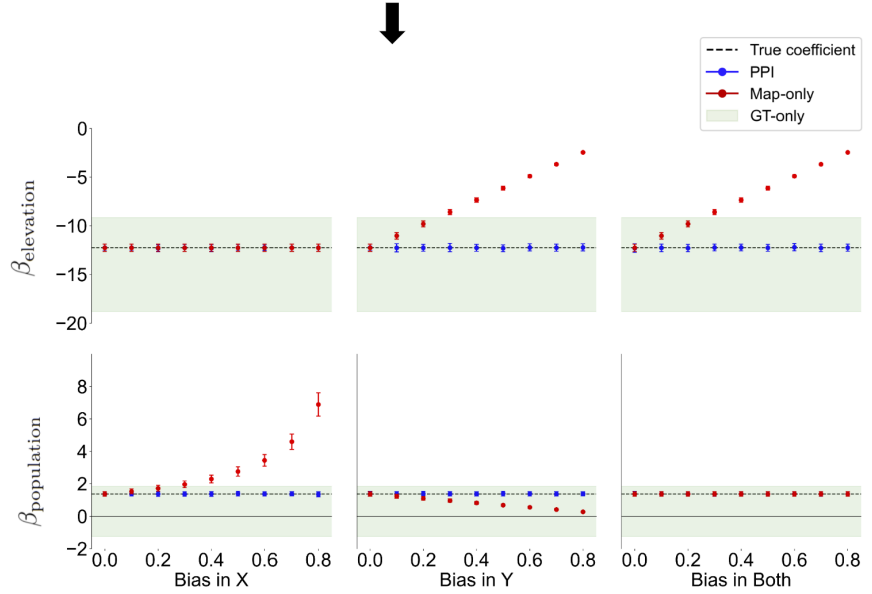 True coefficient
PPI
Map-only
GT-only
0
−5
−10
−15
−20
βelevation
8
6
4
2
0
−2
βpopulation
0.0 0.2 0.4 0.6 0.8
0.0 0.2 0.4 0.6 0.8
0.0 0.2 0.4 0.6 0.8
Bias in X
Bias in Y
Bias in Both